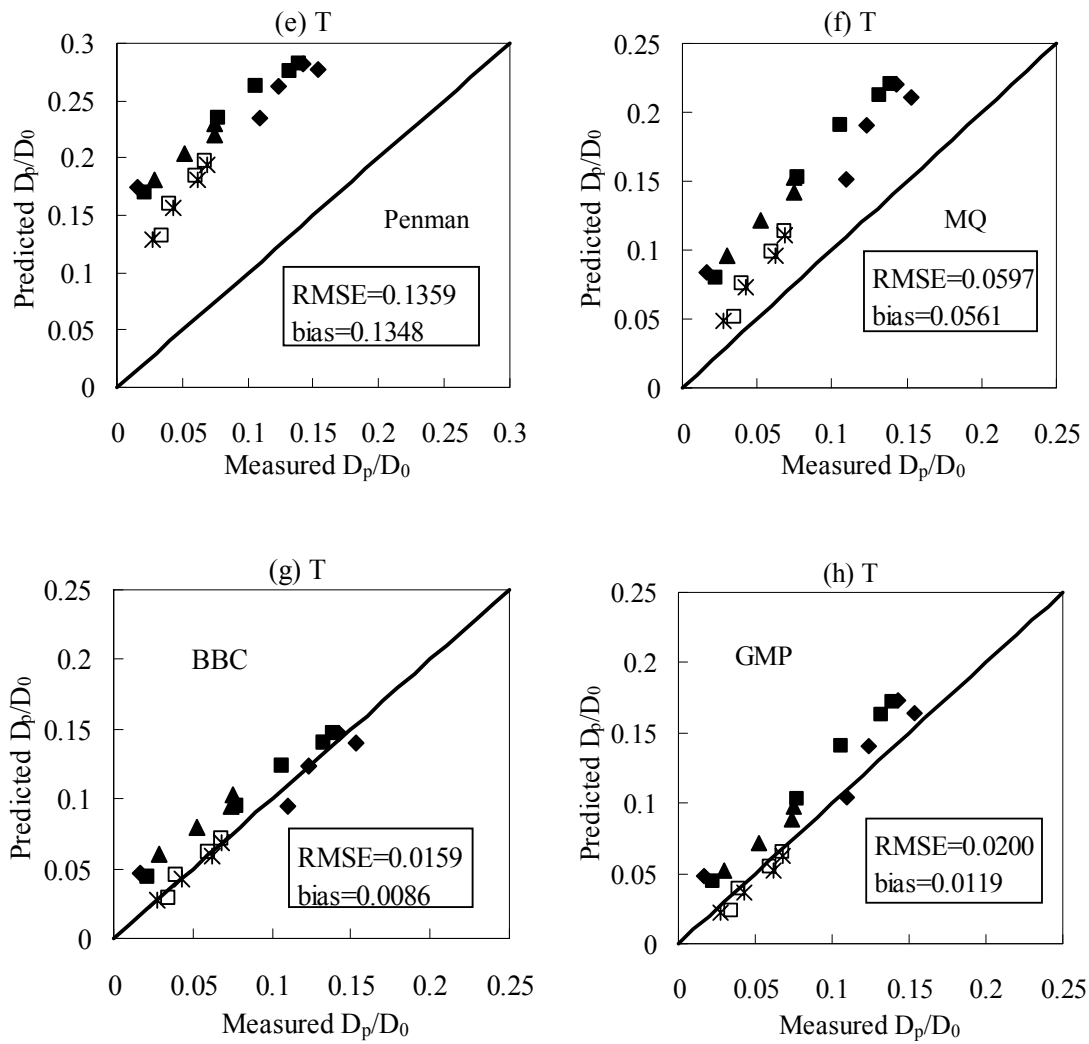 (e) T
0.3
0.25
0.2
0.15
0.1
0.05
0
Predicted Dp/D0
Penman
RMSE=0.1359
bias=0.1348
0 0.05 0.1 0.15 0.2 0.25 0.3
Measured Dp/D0
(f) T
0.25
0.2
0.15
0.1
0.05
0
Predicted Dp/D0
MQ
RMSE=0.0597
bias=0.0561
0 0.05 0.1 0.15 0.2 0.25
Measured Dp/D0
(g) T
0.25
0.2
0.15
0.1
0.05
0
Predicted Dp/D0
BBC
RMSE=0.0159
bias=0.0086
0 0.05 0.1 0.15 0.2 0.25
Measured Dp/D0
(h) T
0.25
0.2
0.15
0.1
0.05
0
Predicted Dp/D0
GMP
RMSE=0.0200
bias=0.0119
0 0.05 0.1 0.15 0.2 0.25
Measured Dp/D0